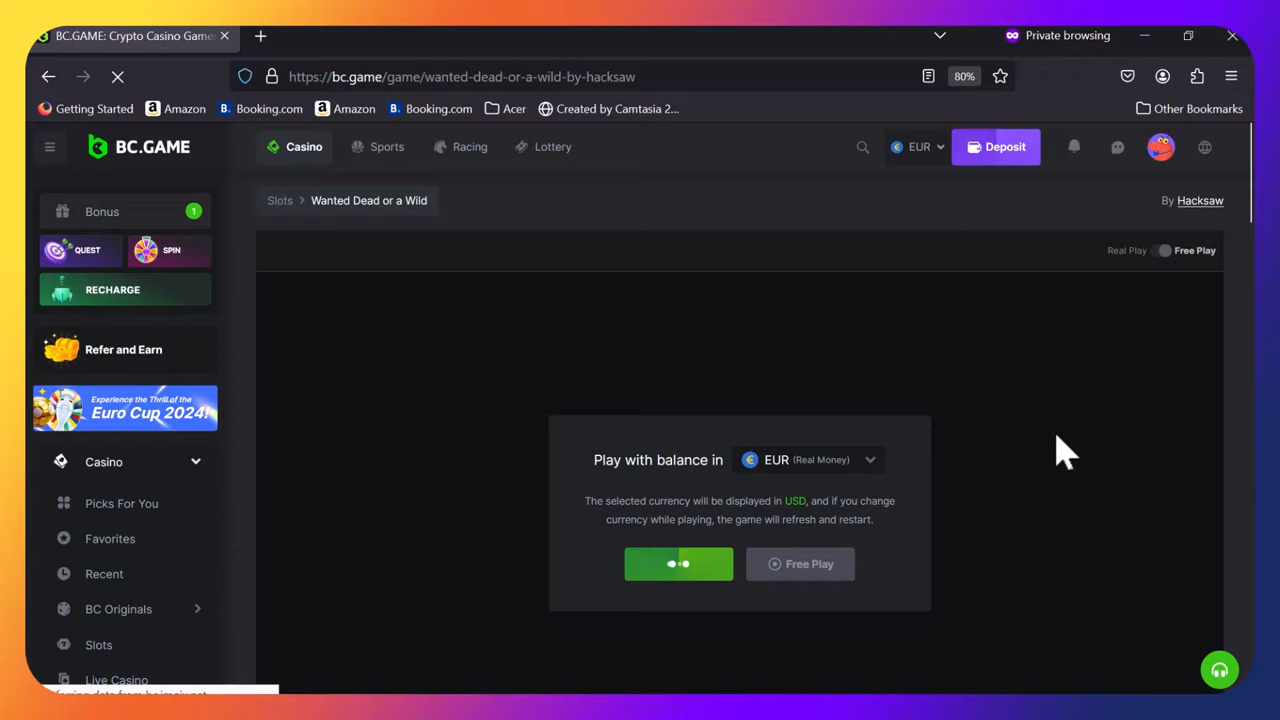 BC.GAME: Crypto Casino Game
Private browsing
https://bc.game/game/wanted-dead-or-a-wild-by-hacksaw
80%
Getting Started
Amazon
Booking.com
Amazon
Booking.com
Acer
Created by Camtasia 2...
Other Bookmarks
BC.GAME
Casino
Sports
Racing
Lottery
EUR
Deposit
Slots > Wanted Dead or a Wild
By Hacksaw
Bonus
1
QUEST
SPIN
RECHARGE
Real Play
Free Play
Refer and Earn
Experience the Thrill of the
Euro Cup 2024!
Casino
Picks For You
Favorites
Recent
BC Originals
Slots
Live Casino
Play with balance in
EUR (Real Money)
The selected currency will be displayed in USD, and if you change
currency while playing, the game will refresh and restart.
Free Play